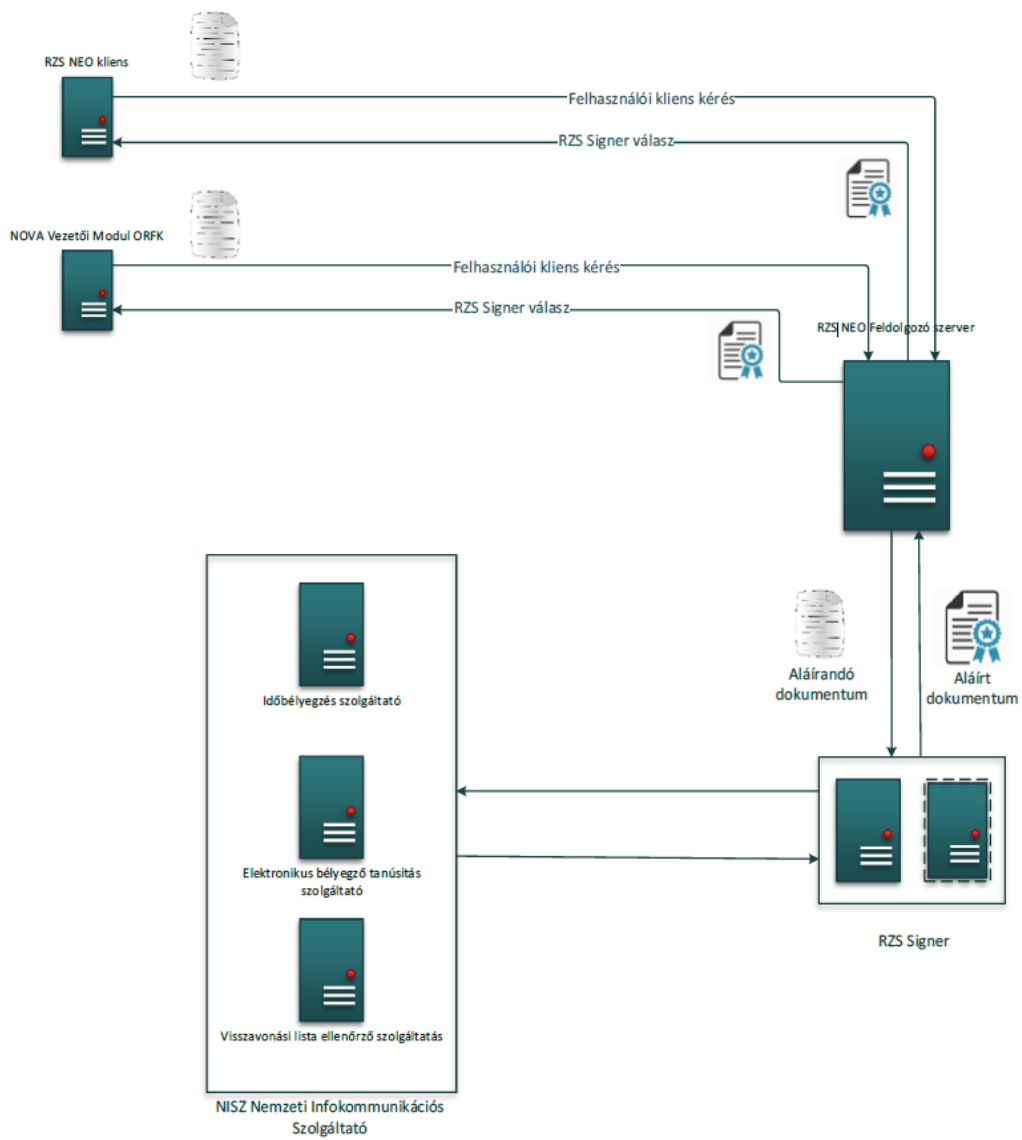 RZS NEO kliens
Felhasználói kliens kérés
RZS Signer válasz
NOVA Vezetői Modul ORFK
Felhasználói kliens kérés
RZS Signer válasz
RZS NEO Feldolgozó szerver
Aláírandó
dokumentum
Aláírt
dokumentum
Időbélyegzés szolgáltató
Elektronikus bélyegző tanúsítás
szolgáltató
Visszavonási lista ellenőrző szolgáltatás
RZS Signer
NISZ Nemzeti Infokommunikációs
Szolgáltató